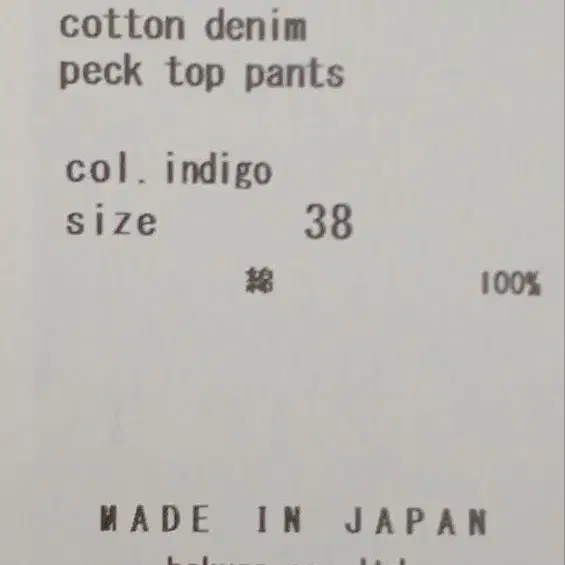 cotton denim
peck top pants
col. indigo
size 38
綿 100%
MADE IN JAPAN